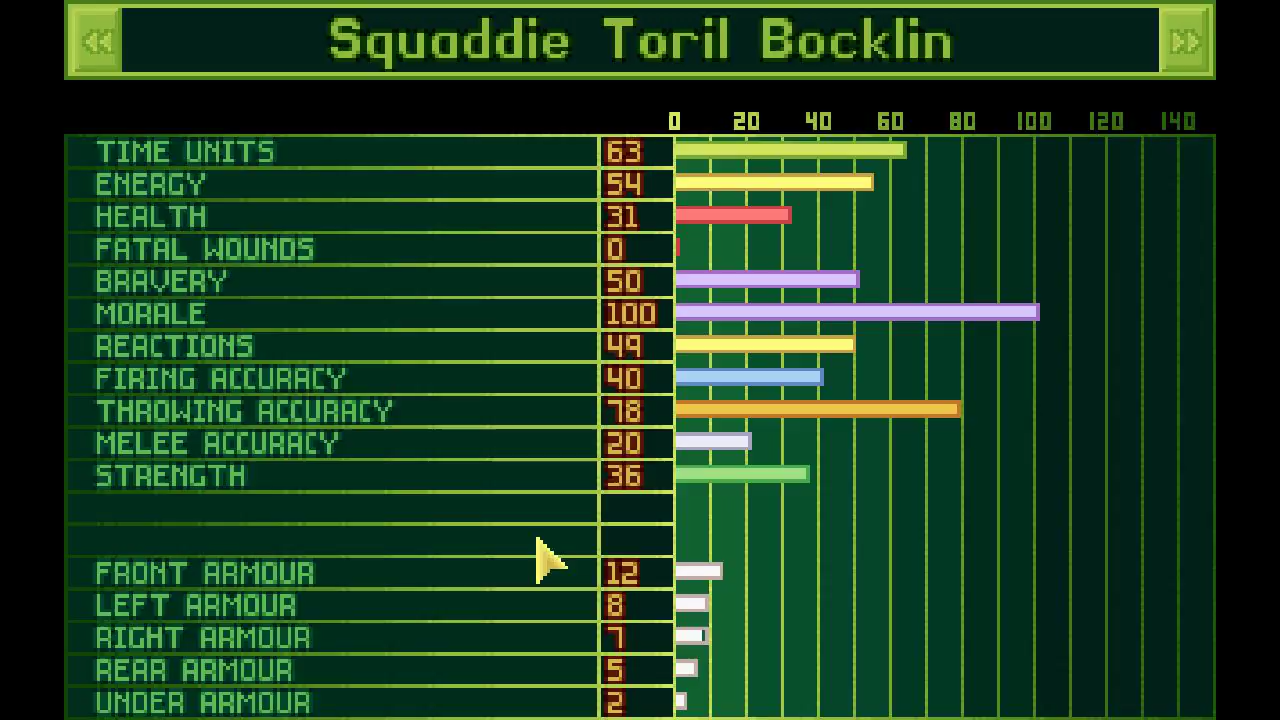 Squaddie Toril Bocklin
0 20 40 60 80 100 120 140
TIME UNITS 63
ENERGY 54
HEALTH 31
FATAL WOUNDS 0
BRAVERY 50
MORALE 100
REACTIONS 49
FIRING ACCURACY 40
THROWING ACCURACY 78
MELEE ACCURACY 20
STRENGTH 36
FRONT ARMOUR 12
LEFT ARMOUR 8
RIGHT ARMOUR 7
REAR ARMOUR 5
UNDER ARMOUR 2